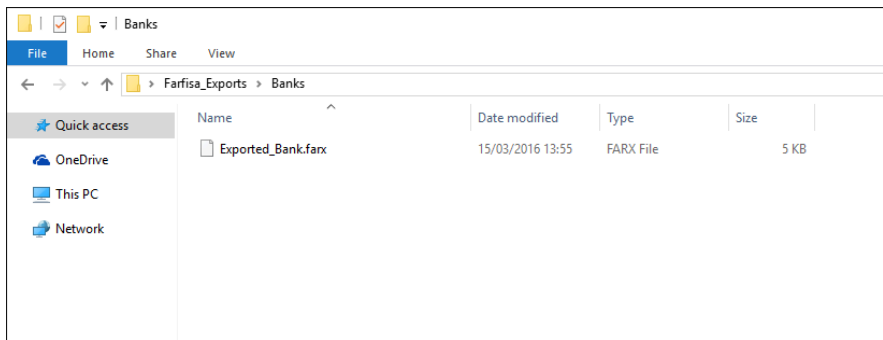 Banks
File Home Share View
Farfisa_Exports > Banks
Name Date modified Type Size
Quick access
Exported_Bank.farx 15/03/2016 13:55 FARX File 5 KB
OneDrive
This PC
Network